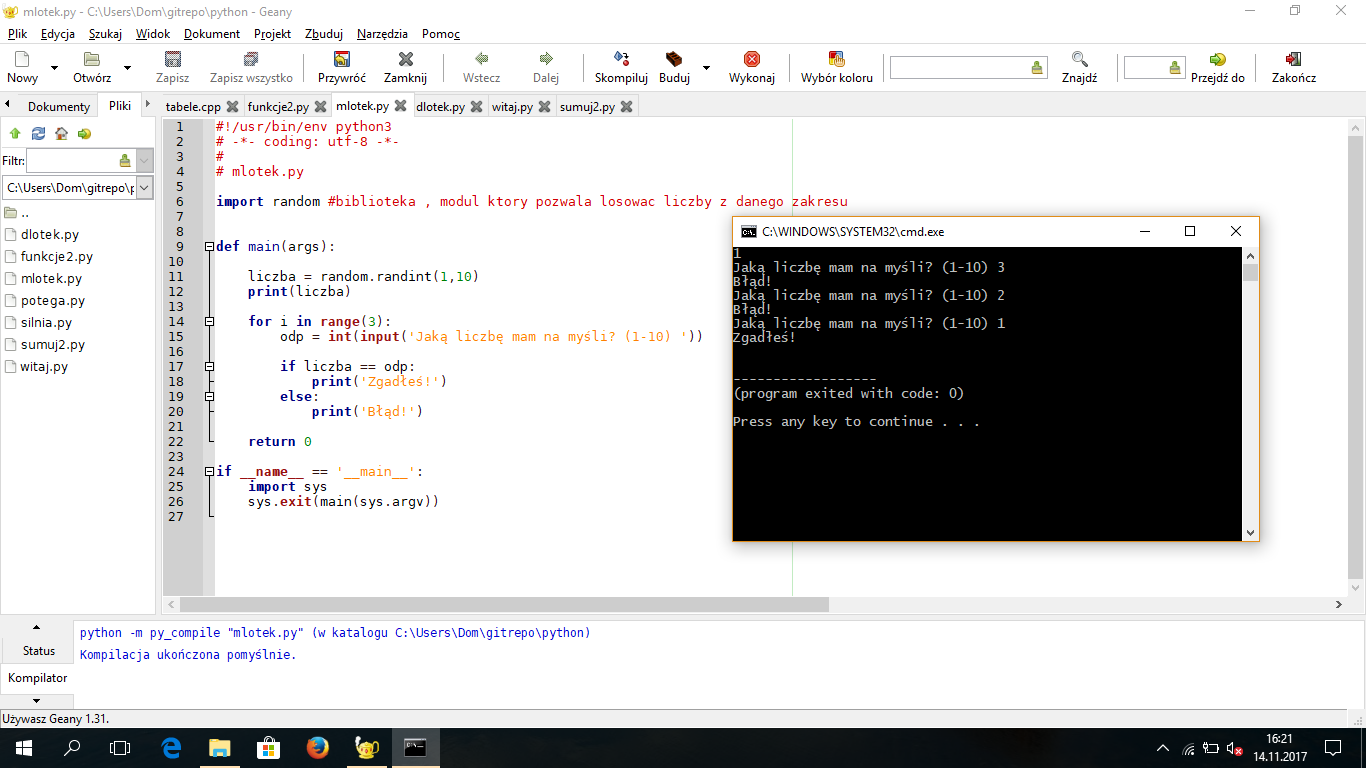 mlotek.py - C:\Users\Dom\gitrepo\python - Geany
Plik Edycja Szukaj Widok Dokument Projekt Zbuduj Narzędzia Pomoc
Nowy Otwórz Zapisz Zapisz wszystko Przywróć Zamknij Wstecz Dalej Skompiluj Buduj Wykonaj Wybór koloru Znajdź Przejdź do Zakończ
Dokumenty Pliki
tabele.cpp funkcje2.py mlotek.py dlotek.py witaj.py sumuj2.py
Filtr:
C:\Users\Dom\gitrepo\p
..
dlotek.py
funkcje2.py
mlotek.py
potega.py
silnia.py
sumuj2.py
witaj.py
1 #!/usr/bin/env python3
2 # -*- coding: utf-8 -*-
3 #
4 # mlotek.py
5
6 import random #biblioteka , modul ktory pozwala losowac liczby z danego zakresu
7
8
9 def main(args):
10
11     liczba = random.randint(1,10)
12     print(liczba)
13
14     for i in range(3):
15         odp = int(input('Jaką liczbę mam na myśli? (1-10) '))
16
17         if liczba == odp:
18             print('Zgadłeś!')
19         else:
20             print('Błąd!')
21
22     return 0
23
24 if __name__ == '__main__':
25     import sys
26     sys.exit(main(sys.argv))
27
C:\WINDOWS\SYSTEM32\cmd.exe
1
Jaką liczbę mam na myśli? (1-10) 3
Błąd!
Jaką liczbę mam na myśli? (1-10) 2
Błąd!
Jaką liczbę mam na myśli? (1-10) 1
Zgadłeś!
------------------
(program exited with code: 0)
Press any key to continue . . .
Status
Kompilator
python -m py_compile "mlotek.py" (w katalogu C:\Users\Dom\gitrepo\python)
Kompilacja ukończona pomyślnie.
Używasz Geany 1.31.
16:21
14.11.2017